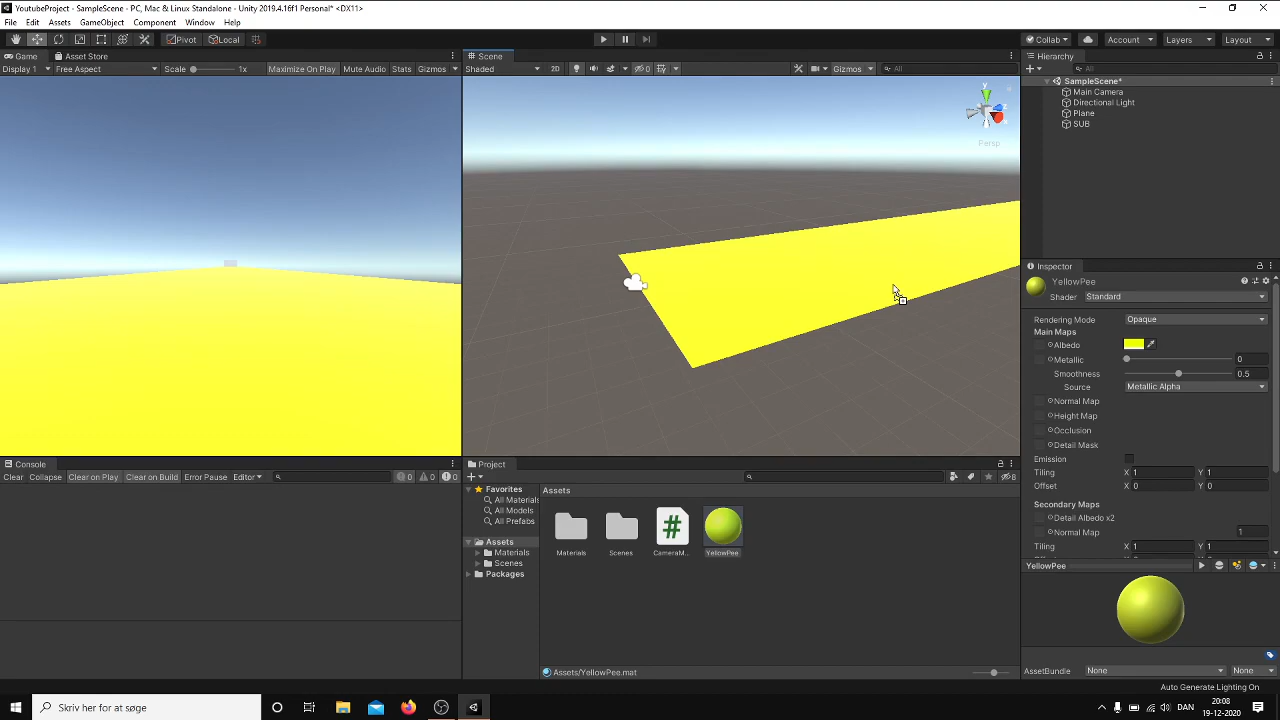 YoutubeProject - SampleScene - PC, Mac & Linux Standalone - Unity 2019.4.16f1 Personal* <DX11>
File Edit Assets GameObject Component Window Help
Pivot Local Collab Account Layers Layout
Game Asset Store
Display 1 Free Aspect Scale 1x Maximize On Play Mute Audio Stats Gizmos
Scene
Shaded 2D 0 Gizmos All
y
z
x
Persp
Hierarchy
All
SampleScene*
Main Camera
Directional Light
Plane
SUB
Inspector
YellowPee
Shader Standard
Rendering Mode Opaque
Main Maps
Albedo
Metallic 0
Smoothness 0.5
Source Metallic Alpha
Normal Map
Height Map
Occlusion
Detail Mask
Emission
Tiling X 1 Y 1
Offset X 0 Y 0
Secondary Maps
Detail Albedo x2
Normal Map 1
Tiling X 1 Y 1
YellowPee
AssetBundle None None
Auto Generate Lighting On
Console
Clear Collapse Clear on Play Clear on Build Error Pause Editor 0 0 0
Project
8
Favorites
All Materials
All Models
All Prefabs
Assets
Materials
Scenes
Packages
Assets
Materials Scenes CameraM... YellowPee
Assets/YellowPee.mat
Skriv her for at søge
DAN
20:08
19-12-2020